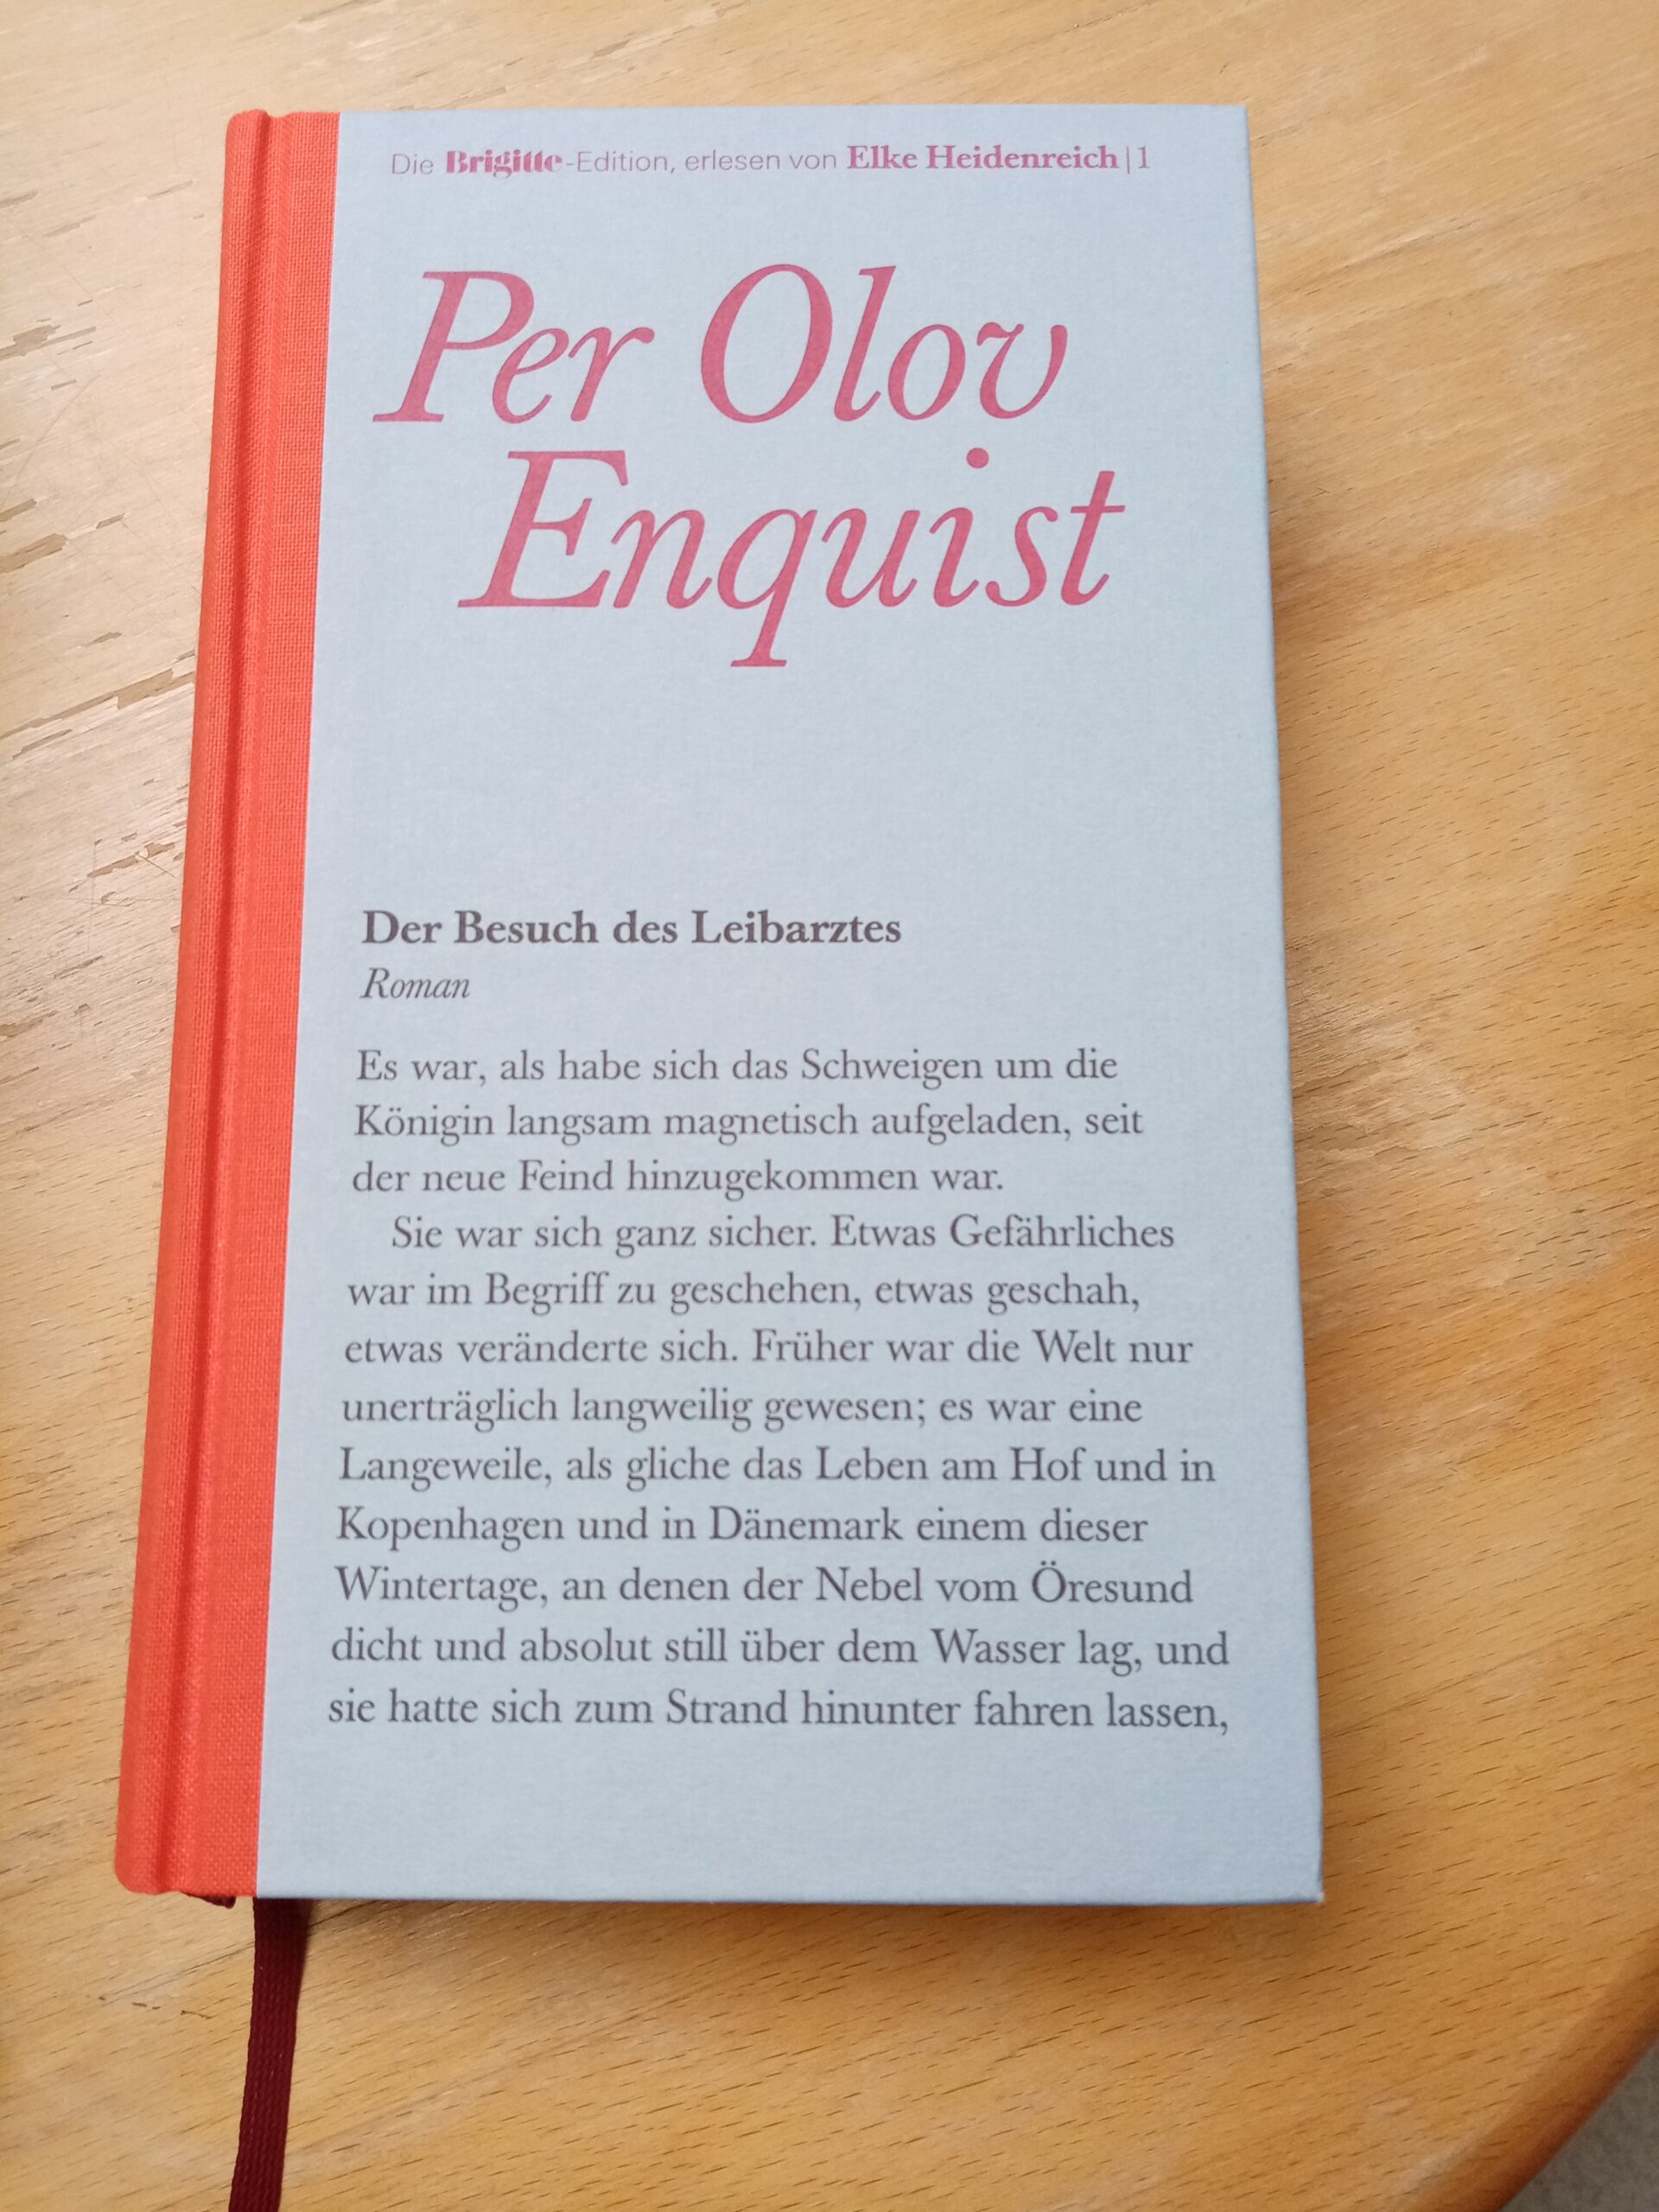 Die Brigitte-Edition, erlesen von Elke Heidenreich|1
Per Olov
Enquist
Der Besuch des Leibarztes
Roman
Es war, als habe sich das Schweigen um die
Königin langsam magnetisch aufgeladen, seit
der neue Feind hinzugekommen war.
Sie war sich ganz sicher. Etwas Gefährliches
war im Begriff zu geschehen, etwas geschah,
etwas veränderte sich. Früher war die Welt nur
unerträglich langweilig gewesen; es war eine
Langeweile, als gliche das Leben am Hof und in
Kopenhagen und in Dänemark einem dieser
Wintertage, an denen der Nebel vom Öresund
dicht und absolut still über dem Wasser lag, und
sie hatte sich zum Strand hinunter fahren lassen,